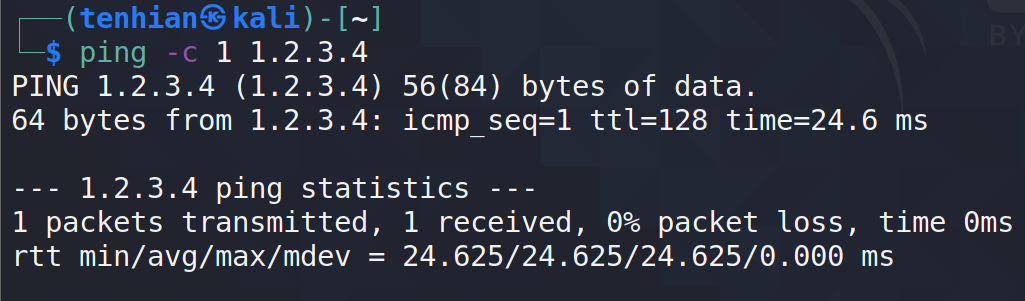 ┌──(tenhian㉿kali)-[~]
└─$ ping -c 1 1.2.3.4
PING 1.2.3.4 (1.2.3.4) 56(84) bytes of data.
64 bytes from 1.2.3.4: icmp_seq=1 ttl=128 time=24.6 ms

--- 1.2.3.4 ping statistics ---
1 packets transmitted, 1 received, 0% packet loss, time 0ms
rtt min/avg/max/mdev = 24.625/24.625/24.625/0.000 ms
BY